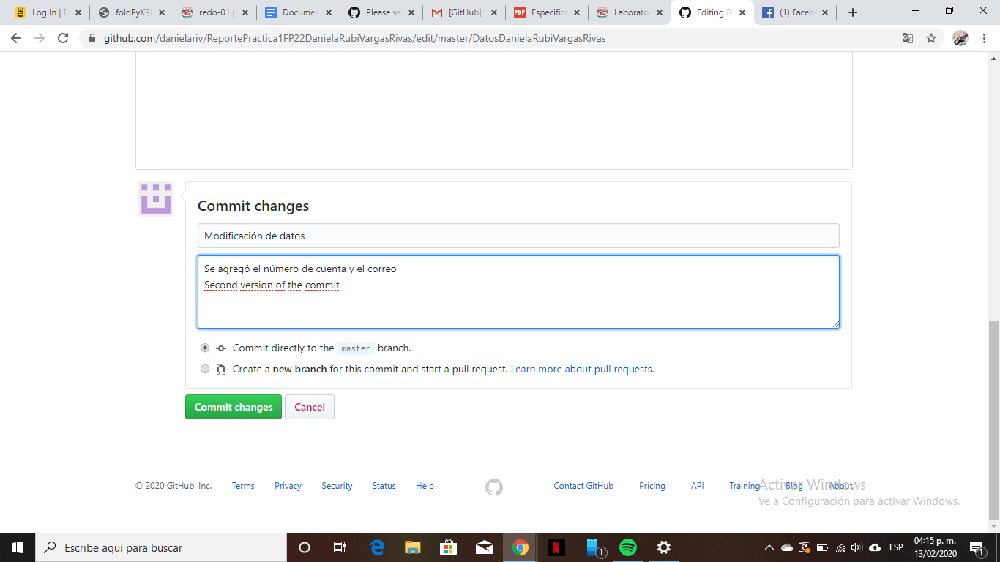 Log In | E
foldPyK9
redo-01.p
Documen
Please ve
[GitHub]
Especifica
Laborato
Editing R
(1) Faceb
github.com/danielariv/ReportePractica1FP22DanielaRubiVargasRivas/edit/master/DatosDanielaRubiVargasRivas
Commit changes
Modificación de datos
Se agregó el número de cuenta y el correo
Second version of the commit
Commit directly to the master branch.
Create a new branch for this commit and start a pull request. Learn more about pull requests.
Commit changes
Cancel
© 2020 GitHub, Inc. Terms Privacy Security Status Help Contact GitHub Pricing API Training Blog About
Activar Windows
Ve a Configuración para activar Windows.
Escribe aquí para buscar
1
ESP
04:15 p. m.
13/02/2020
1